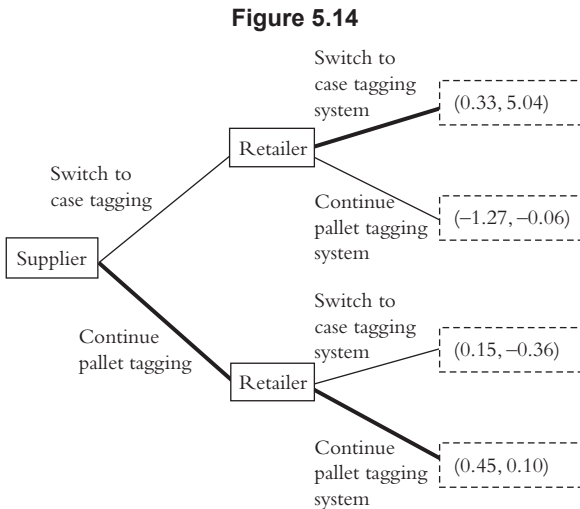 Figure 5.14
Switch to
case tagging
system
(0.33, 5.04)
Retailer
Switch to
case tagging
Continue
pallet tagging
system
(−1.27, −0.06)
Supplier
Continue
pallet tagging
Switch to
case tagging
system
(0.15, −0.36)
Retailer
Continue
pallet tagging
system
(0.45, 0.10)